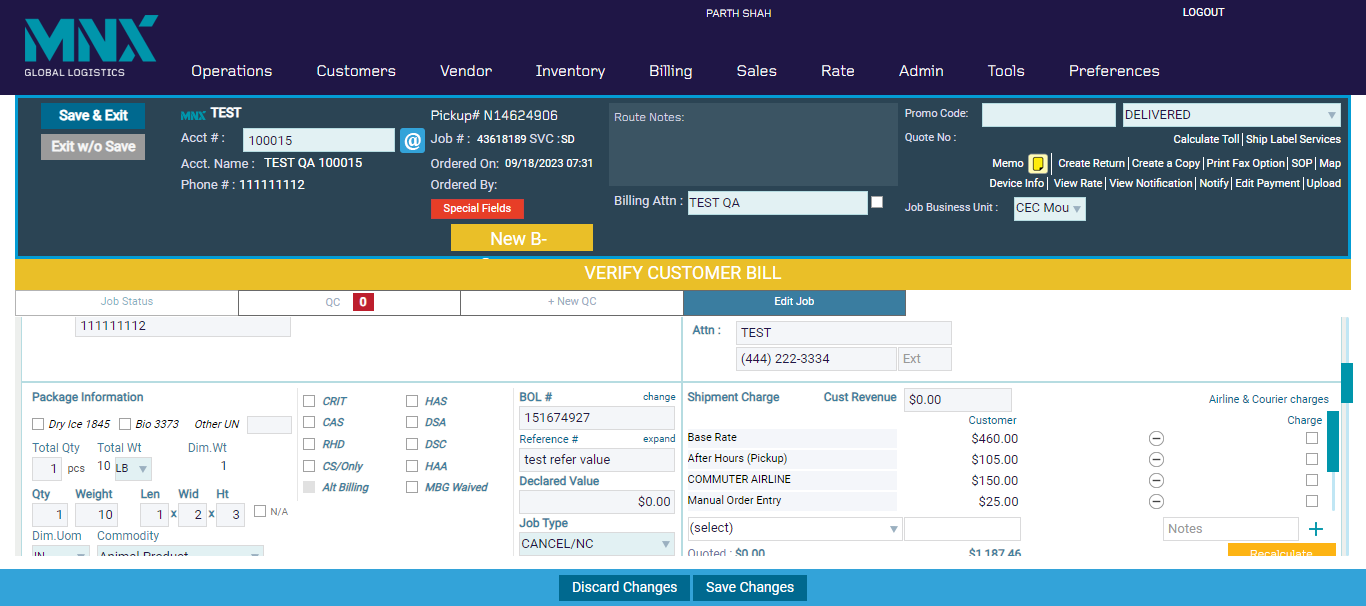 PARTH SHAH
LOGOUT
MNX
GLOBAL LOGISTICS
Operations Customers Vendor Inventory Billing Sales Rate Admin Tools Preferences
Save & Exit
Exit w/o Save
MNX TEST
Acct # : 100015 @
Acct. Name : TEST QA 100015
Phone # : 111111112
Pickup# N14624906
Job # : 43618189 SVC :SD
Ordered On: 09/18/2023 07:31
Ordered By:
Special Fields
New B-
Route Notes:
Billing Attn : TEST QA
Promo Code: DELIVERED
Quote No :
Calculate Toll| Ship Label Services
Memo | Create Return| Create a Copy| Print Fax Option| SOP| Map
Device Info| View Rate| View Notification| Notify| Edit Payment| Upload
Job Business Unit : CEC Mou
VERIFY CUSTOMER BILL
Job Status QC 0 + New QC Edit Job
111111112
Attn : TEST
(444) 222-3334 Ext
Package Information
Dry Ice 1845 Bio 3373 Other UN
Total Qty Total Wt Dim.Wt
1 pcs 10 LB 1
Qty Weight Len Wid Ht
1 10 1 x 2 x 3 N/A
Dim.Uom Commodity
IN Animal Product
CRIT HAS
CAS DSA
RHD DSC
CS/Only HAA
Alt Billing MBG Waived
BOL # change
151674927
Reference # expand
test refer value
Declared Value
$0.00
Job Type
CANCEL/NC
Shipment Charge Cust Revenue $0.00 Airline & Courier charges
Customer Charge
Base Rate $460.00
After Hours (Pickup) $105.00
COMMUTER AIRLINE $150.00
Manual Order Entry $25.00
(select) Notes +
Quoted : $0.00 $1,187.46 Recalculate
Discard Changes Save Changes